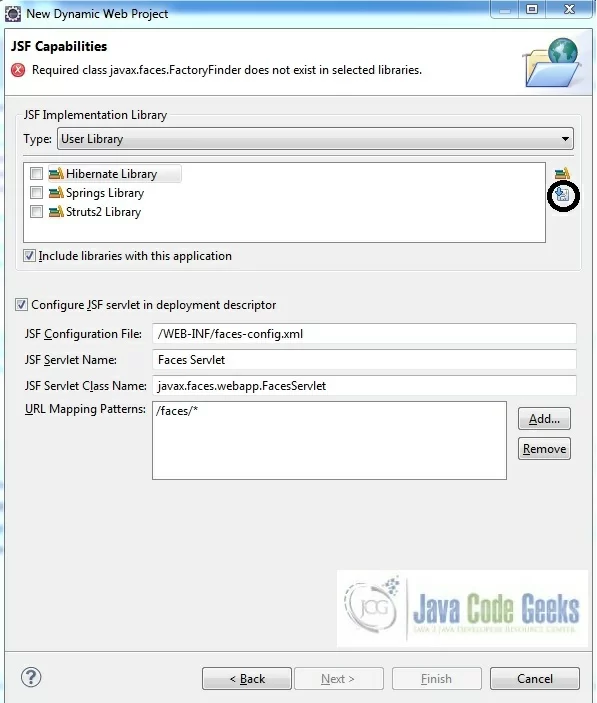 New Dynamic Web Project
JSF Capabilities
Required class javax.faces.FactoryFinder does not exist in selected libraries.
JSF Implementation Library
Type: User Library
Hibernate Library
Springs Library
Struts2 Library
Include libraries with this application
Configure JSF servlet in deployment descriptor
JSF Configuration File: /WEB-INF/faces-config.xml
JSF Servlet Name: Faces Servlet
JSF Servlet Class Name: javax.faces.webapp.FacesServlet
URL Mapping Patterns: /faces/*
Add...
Remove
JCG
Java Code Geeks
JAVA 2 JAVA DEVELOPERS RESOURCE CENTER
?
< Back Next > Finish Cancel